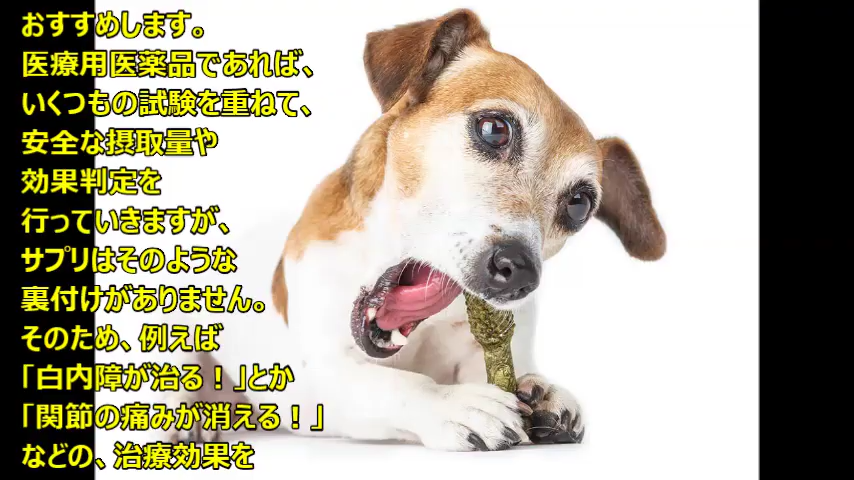 おすすめします。
医療用医薬品であれば、
いくつもの試験を重ねて、
安全な摂取量や
効果判定を
行っていきますが、
サプリはそのような
裏付けがありません。
そのため、例えば
「白内障が治る！」とか
「関節の痛みが消える！」
などの、治療効果を